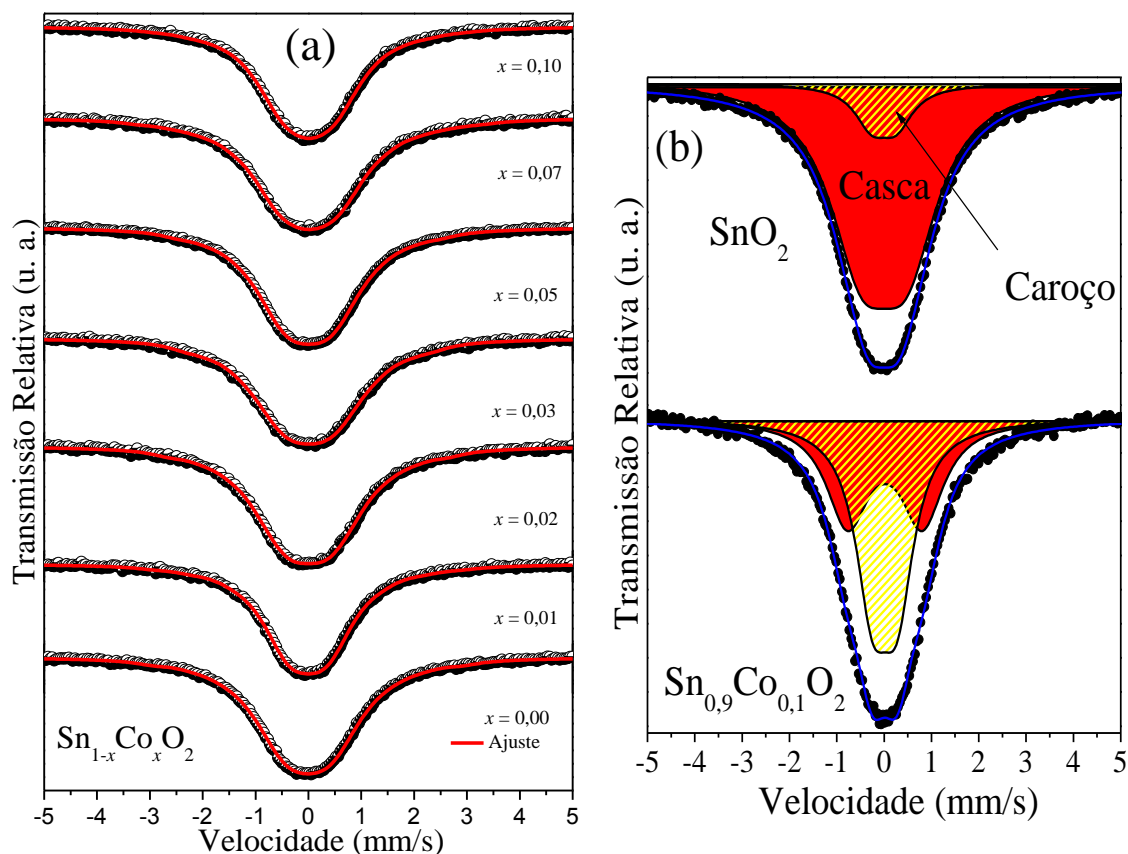 (a)
x = 0,10
x = 0,07
x = 0,05
x = 0,03
x = 0,02
x = 0,01
x = 0,00
Ajuste
Sn1-xCoxO2
Transmissão Relativa (u. a.)
-5 -4 -3 -2 -1 0 1 2 3 4 5
Velocidade (mm/s)
(b)
Casca
SnO2
Caroço
Sn0,9Co0,1O2
Transmissão Relativa (u. a.)
-5 -4 -3 -2 -1 0 1 2 3 4 5
Velocidade (mm/s)